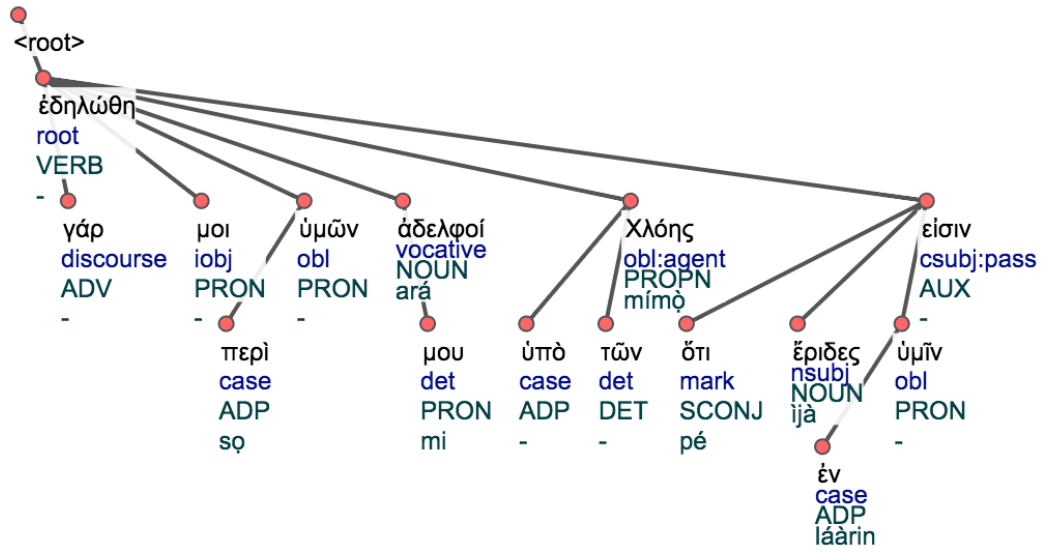 <root>
ἐδηλώθη
root
VERB
-
γάρ
discourse
ADV
-
μοι
iobj
PRON
-
ὑμῶν
obl
PRON
-
ἀδελφοί
vocative
NOUN
ará
Χλόης
obl:agent
PROPN
mímọ̀
εἰσιν
csubj:pass
AUX
-
περὶ
case
ADP
sọ
μου
det
PRON
mi
ὑπὸ
case
ADP
-
τῶν
det
DET
-
ὅτι
mark
SCONJ
pé
ἔριδες
nsubj
NOUN
ìjà
ὑμῖν
obl
PRON
-
ἐν
case
ADP
láàrin